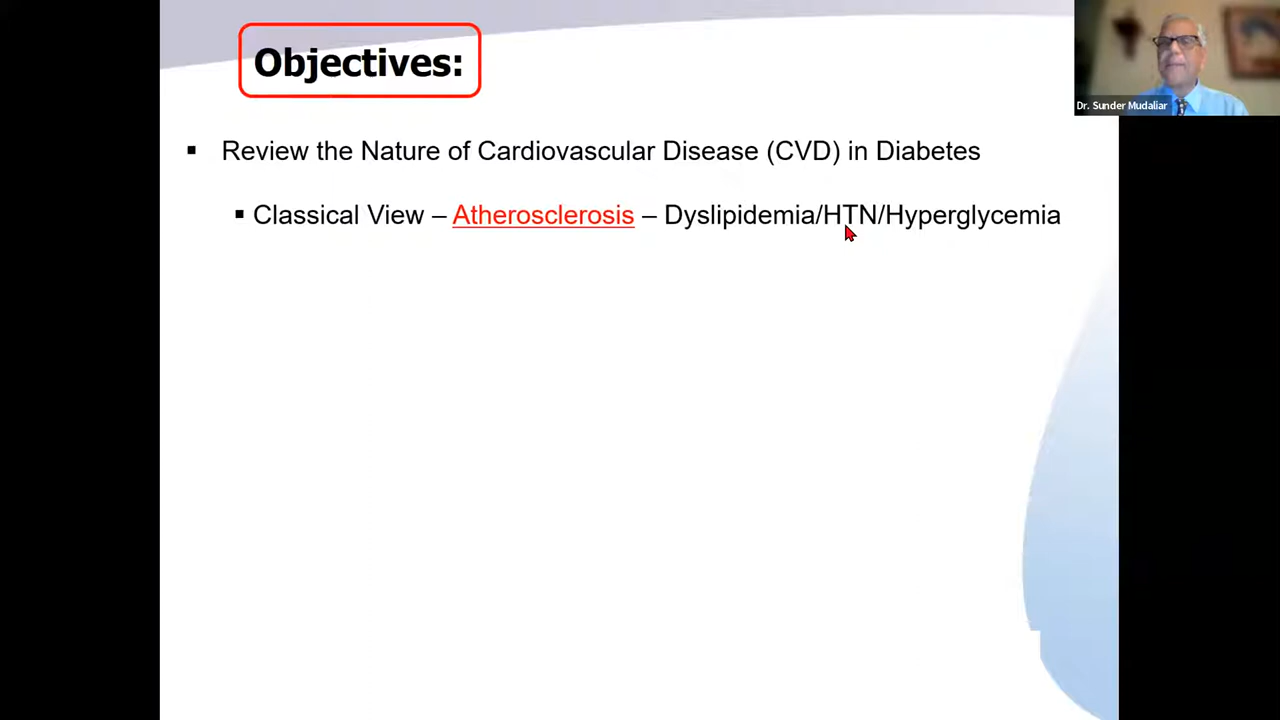 Objectives:
Dr. Sunder Mudaliar
▪ Review the Nature of Cardiovascular Disease (CVD) in Diabetes
▪ Classical View – Atherosclerosis – Dyslipidemia/HTN/Hyperglycemia